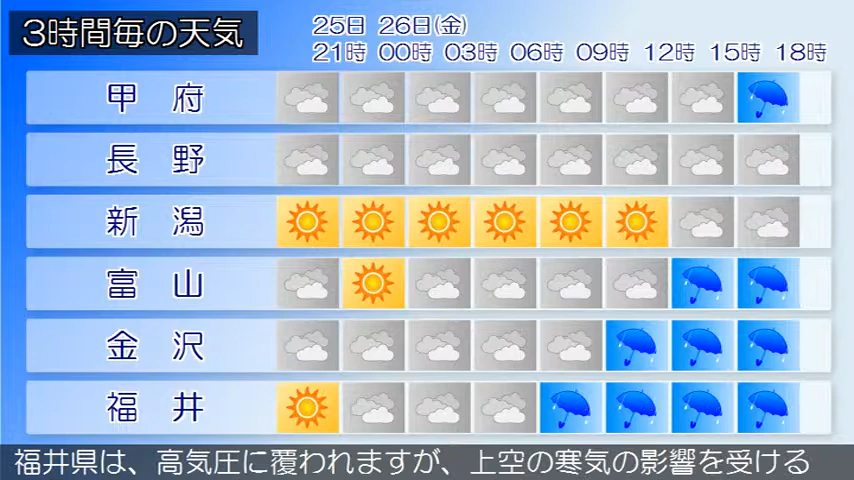 3時間毎の天気
25日 26日(金)
21時 00時 03時 06時 09時 12時 15時 18時
甲 府
長 野
新 潟
富 山
金 沢
福 井
福井県は、高気圧に覆われますが、上空の寒気の影響を受ける